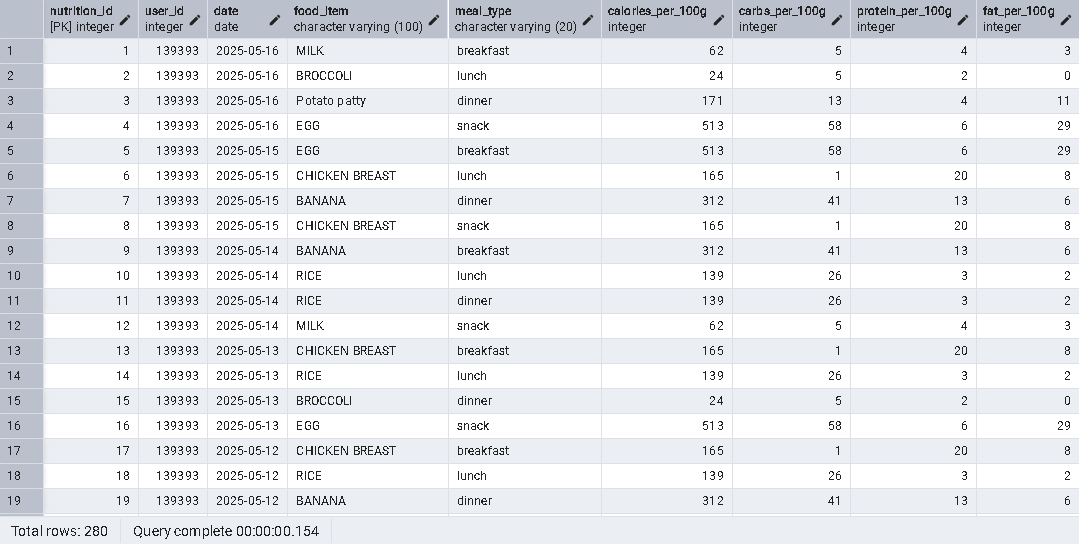 nutrition_id user_id date food_item meal_type calories_per_100g carbs_per_100g protein_per_100g fat_per_100g
[PK] integer integer date character varying (100) character varying (20) integer integer integer integer
1 1 139393 2025-05-16 MILK breakfast 62 5 4 3
2 2 139393 2025-05-16 BROCCOLI lunch 24 5 2 0
3 3 139393 2025-05-16 Potato patty dinner 171 13 4 11
4 4 139393 2025-05-16 EGG snack 513 58 6 29
5 5 139393 2025-05-15 EGG breakfast 513 58 6 29
6 6 139393 2025-05-15 CHICKEN BREAST lunch 165 1 20 8
7 7 139393 2025-05-15 BANANA dinner 312 41 13 6
8 8 139393 2025-05-15 CHICKEN BREAST snack 165 1 20 8
9 9 139393 2025-05-14 BANANA breakfast 312 41 13 6
10 10 139393 2025-05-14 RICE lunch 139 26 3 2
11 11 139393 2025-05-14 RICE dinner 139 26 3 2
12 12 139393 2025-05-14 MILK snack 62 5 4 3
13 13 139393 2025-05-13 CHICKEN BREAST breakfast 165 1 20 8
14 14 139393 2025-05-13 RICE lunch 139 26 3 2
15 15 139393 2025-05-13 BROCCOLI dinner 24 5 2 0
16 16 139393 2025-05-13 EGG snack 513 58 6 29
17 17 139393 2025-05-12 CHICKEN BREAST breakfast 165 1 20 8
18 18 139393 2025-05-12 RICE lunch 139 26 3 2
19 19 139393 2025-05-12 BANANA dinner 312 41 13 6
Total rows: 280 Query complete 00:00:00.154